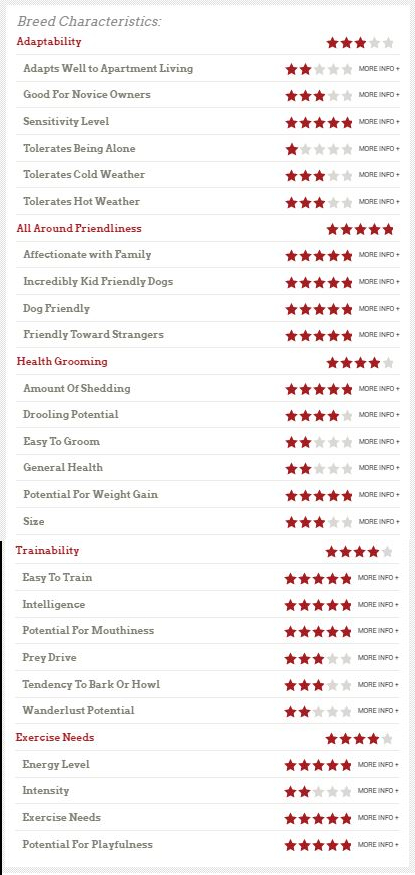 Breed Characteristics:
Adaptability
Adapts Well to Apartment Living MORE INFO +
Good For Novice Owners MORE INFO +
Sensitivity Level MORE INFO +
Tolerates Being Alone MORE INFO +
Tolerates Cold Weather MORE INFO +
Tolerates Hot Weather MORE INFO +
All Around Friendliness
Affectionate with Family MORE INFO +
Incredibly Kid Friendly Dogs MORE INFO +
Dog Friendly MORE INFO +
Friendly Toward Strangers MORE INFO +
Health Grooming
Amount Of Shedding MORE INFO +
Drooling Potential MORE INFO +
Easy To Groom MORE INFO +
General Health MORE INFO +
Potential For Weight Gain MORE INFO +
Size MORE INFO +
Trainability
Easy To Train MORE INFO +
Intelligence MORE INFO +
Potential For Mouthiness MORE INFO +
Prey Drive MORE INFO +
Tendency To Bark Or Howl MORE INFO +
Wanderlust Potential MORE INFO +
Exercise Needs
Energy Level MORE INFO +
Intensity MORE INFO +
Exercise Needs MORE INFO +
Potential For Playfulness MORE INFO +